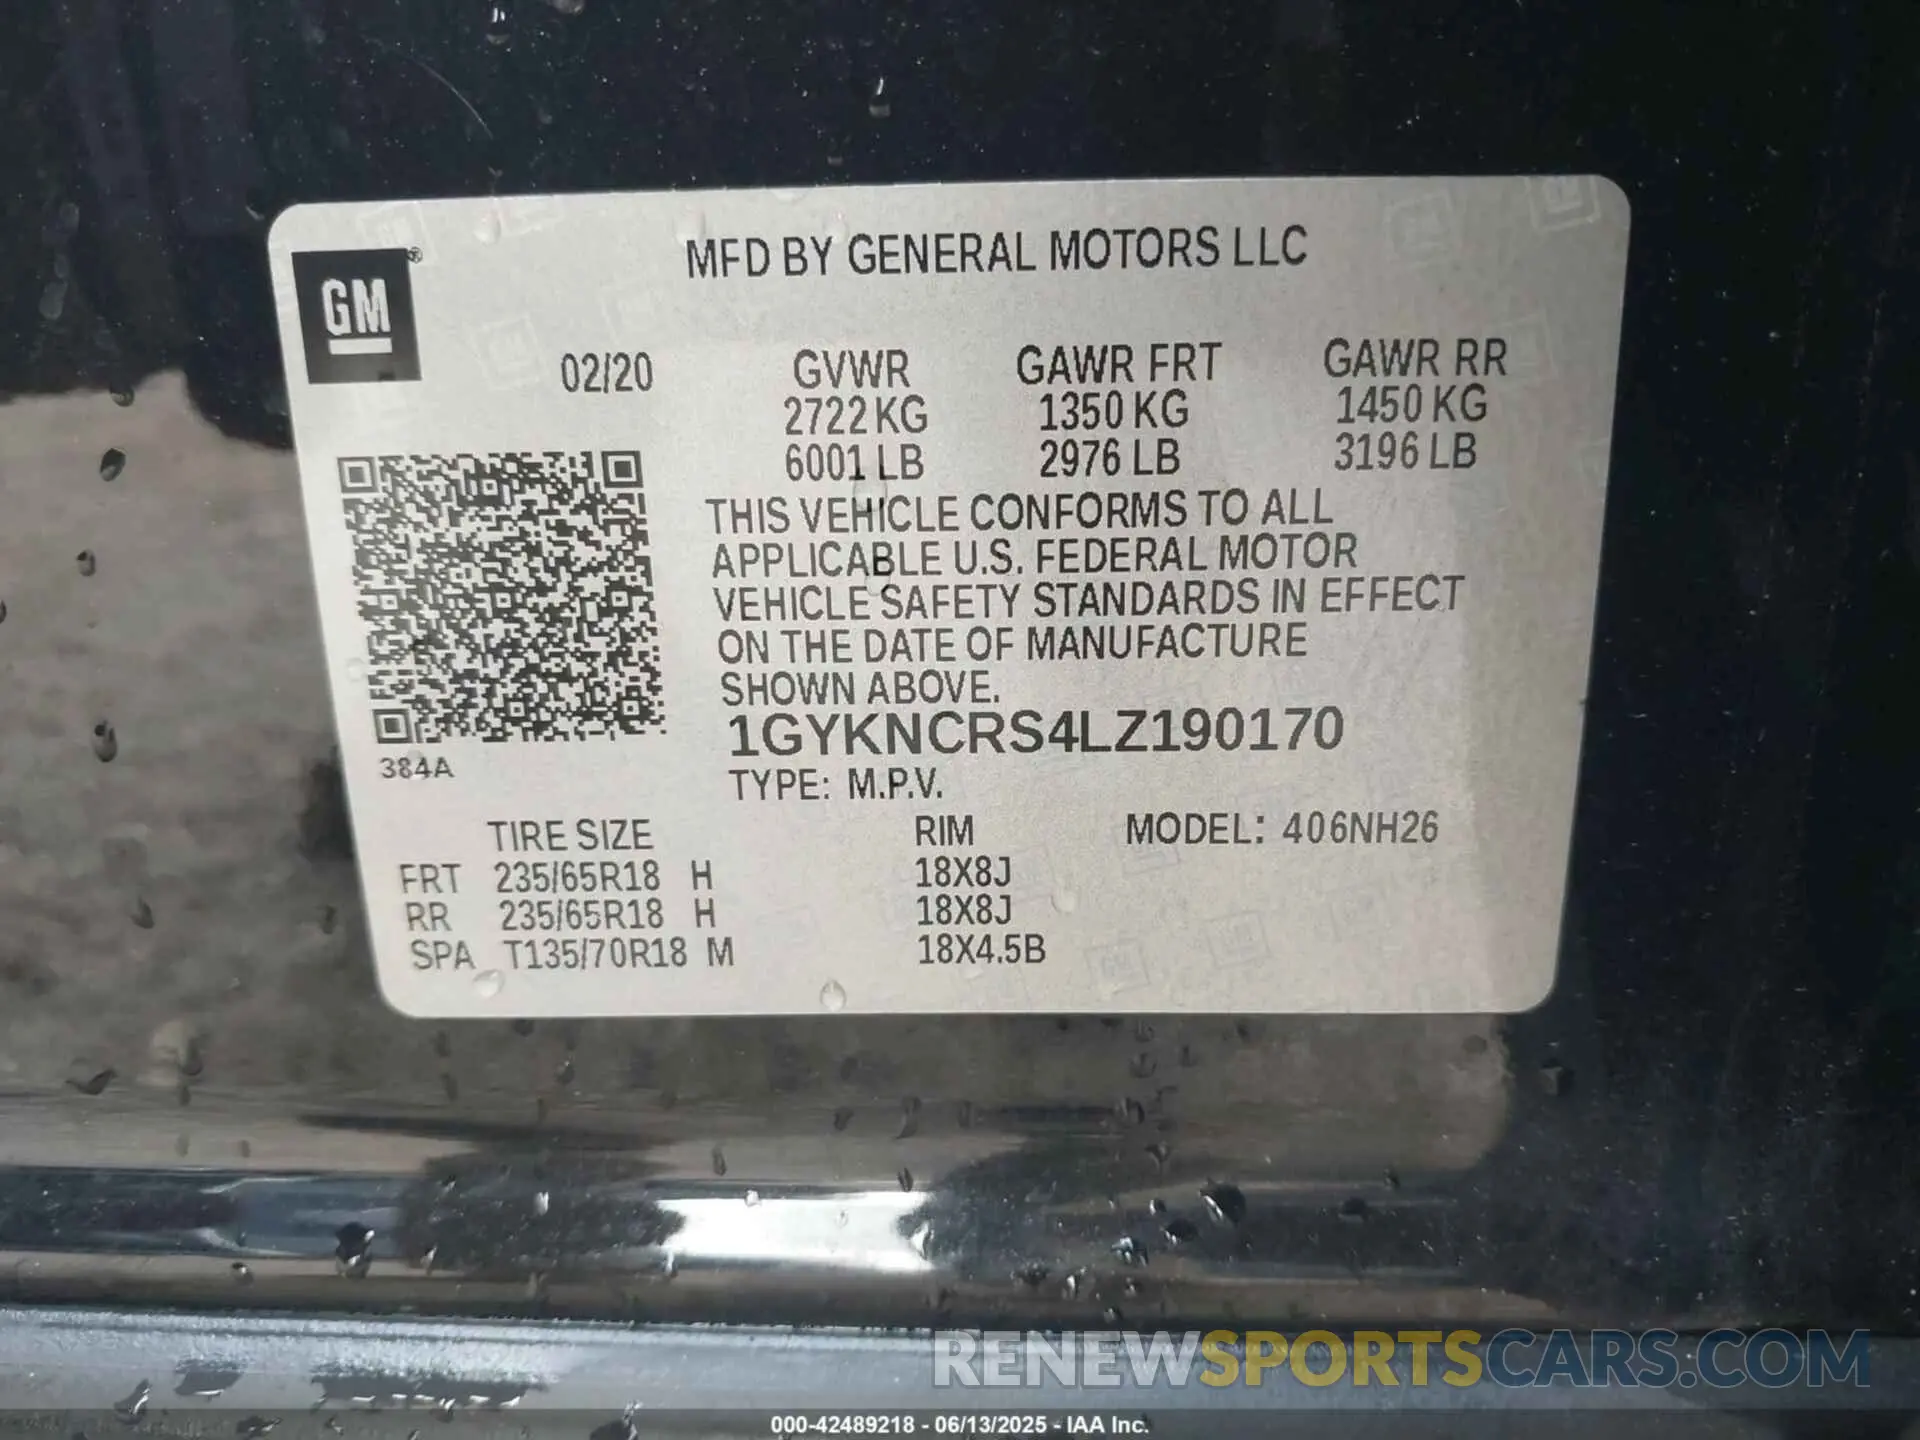 MFD BY GENERAL MOTORS LLC
GM ®
02/20 GVWR GAWR FRT GAWR RR
2722 KG 1350 KG 1450 KG
6001 LB 2976 LB 3196 LB
THIS VEHICLE CONFORMS TO ALL
APPLICABLE U.S. FEDERAL MOTOR
VEHICLE SAFETY STANDARDS IN EFFECT
ON THE DATE OF MANUFACTURE
SHOWN ABOVE.
1GYKNCRS4LZ190170
384A
TYPE: M.P.V.
TIRE SIZE RIM MODEL: 406NH26
FRT 235/65R18 H 18X8J
RR 235/65R18 H 18X8J
SPA T135/70R18 M 18X4.5B
RENEWSPORTSCARS.COM
000-42489218 - 06/13/2025 - IAA Inc.